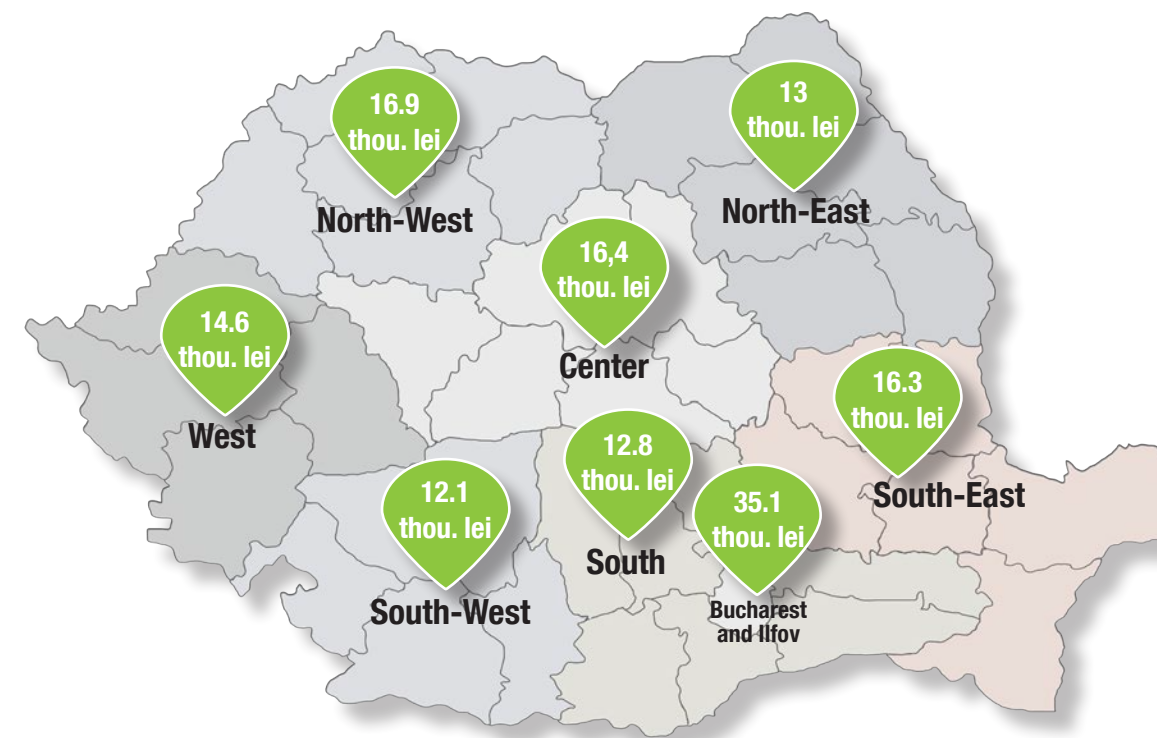 16.9
thou. lei
North-West
13
thou. lei
North-East
16,4
thou. lei
Center
14.6
thou. lei
West
16.3
thou. lei
South-East
12.8
thou. lei
South
12.1
thou. lei
South-West
35.1
thou. lei
Bucharest
and Ilfov